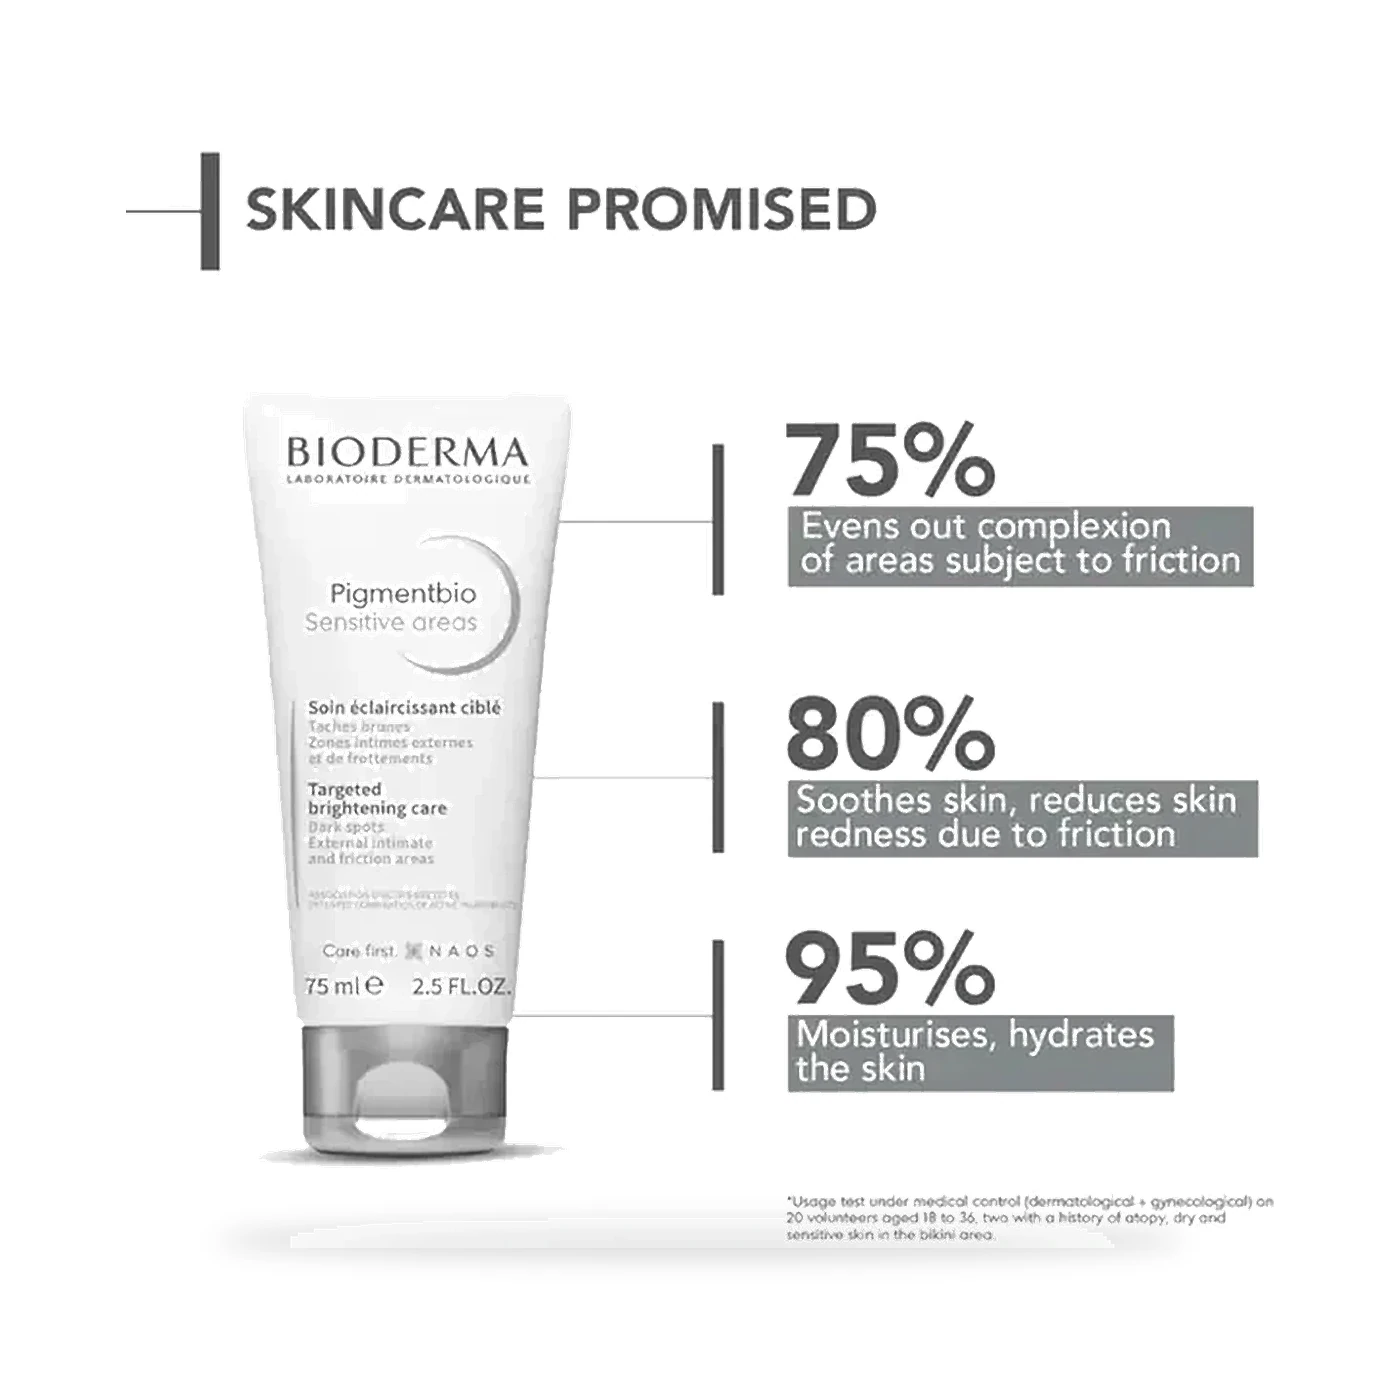 SKINCARE PROMISED
BIODERMA
LABORATOIRE DERMATOLOGIQUE
Pigmentbio
Sensitive areas
Soin éclaircissant ciblé
Taches brunes
Zones intimes externes
et de frottements
Targeted
brightening care
Dark spots
External intimate
and friction areas
Care first. NAOS
75 ml e 2.5 FL.OZ.
75%
Evens out complexion
of areas subject to friction
80%
Soothes skin, reduces skin
redness due to friction
95%
Moisturises, hydrates
the skin
*Usage test under medical control (dermatological + gynecological) on
20 volunteers aged 18 to 36, two with a history of atopy, dry and
sensitive skin in the bikini area.